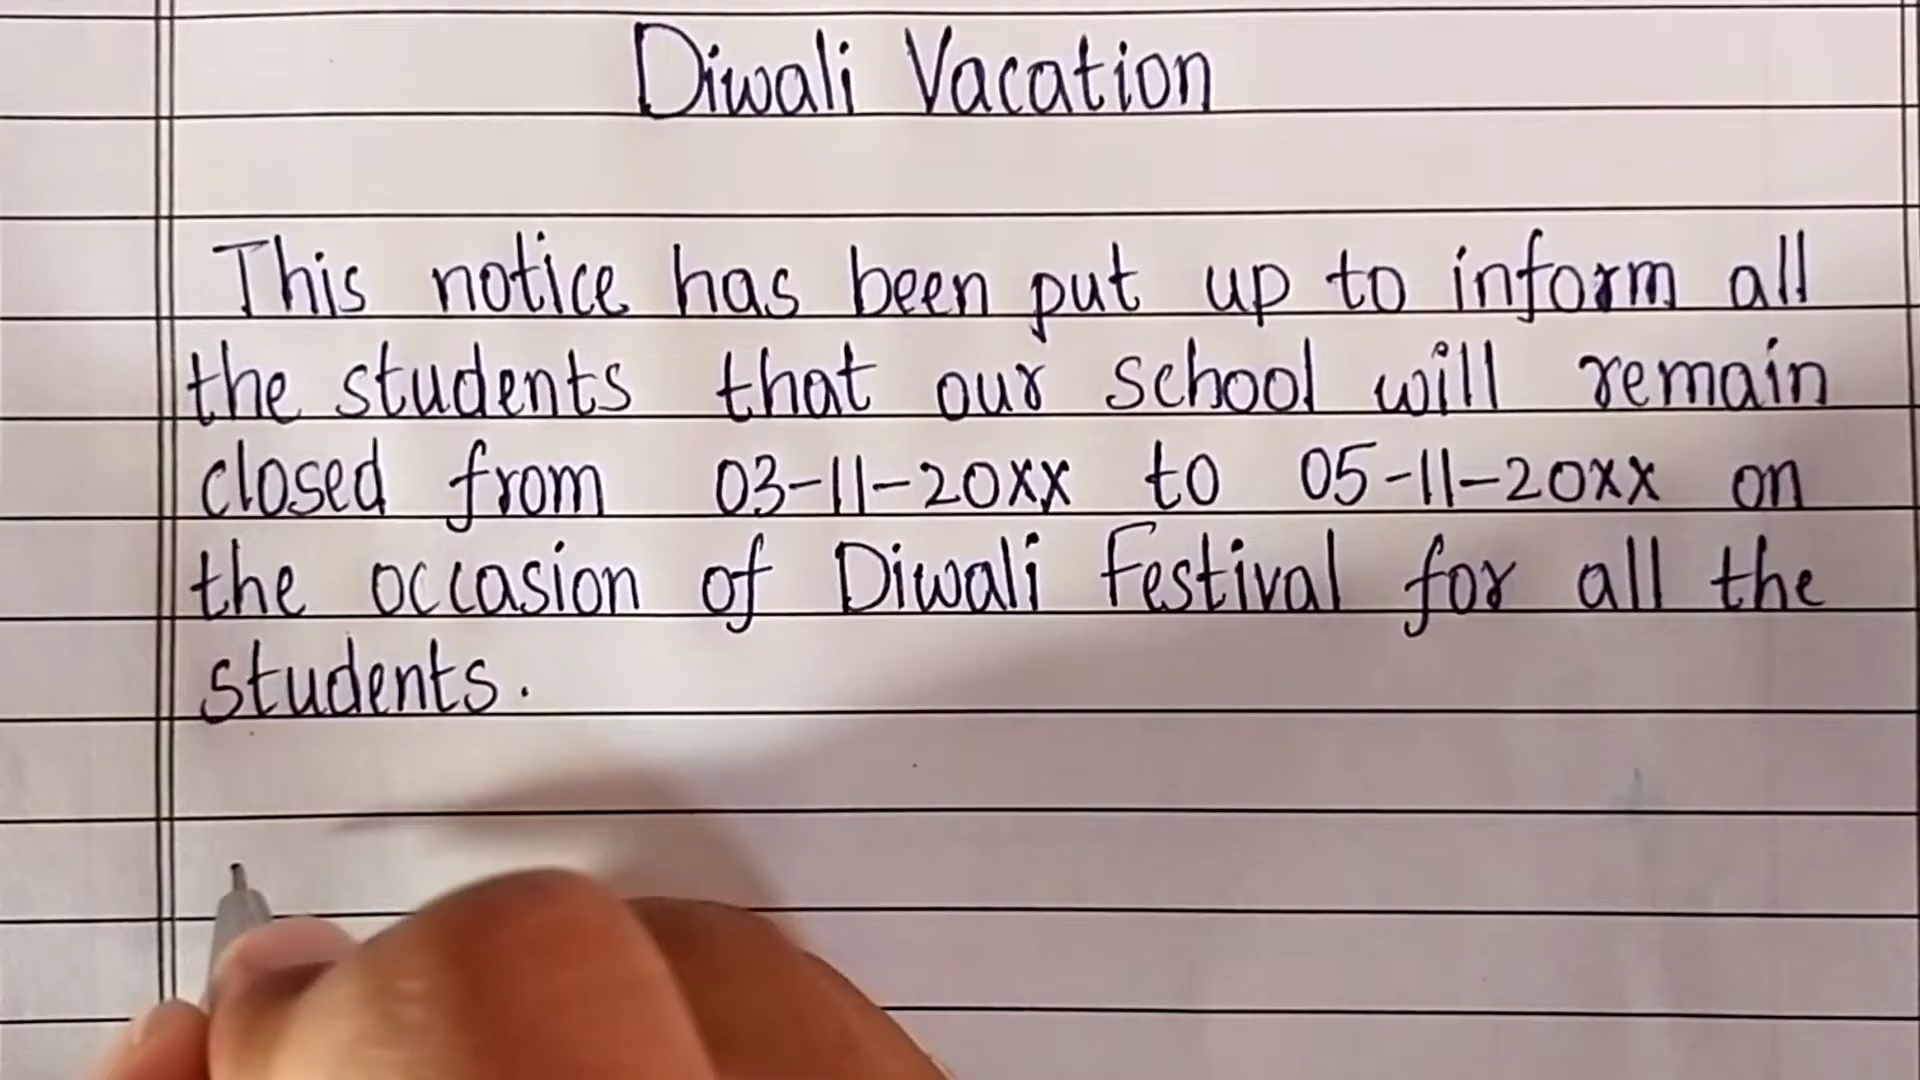 Diwali Vacation
This notice has been put up to inform all
the students that our school will remain
closed from 03-11-20xx to 05-11-20xx on
the occasion of Diwali Festival for all the
students.